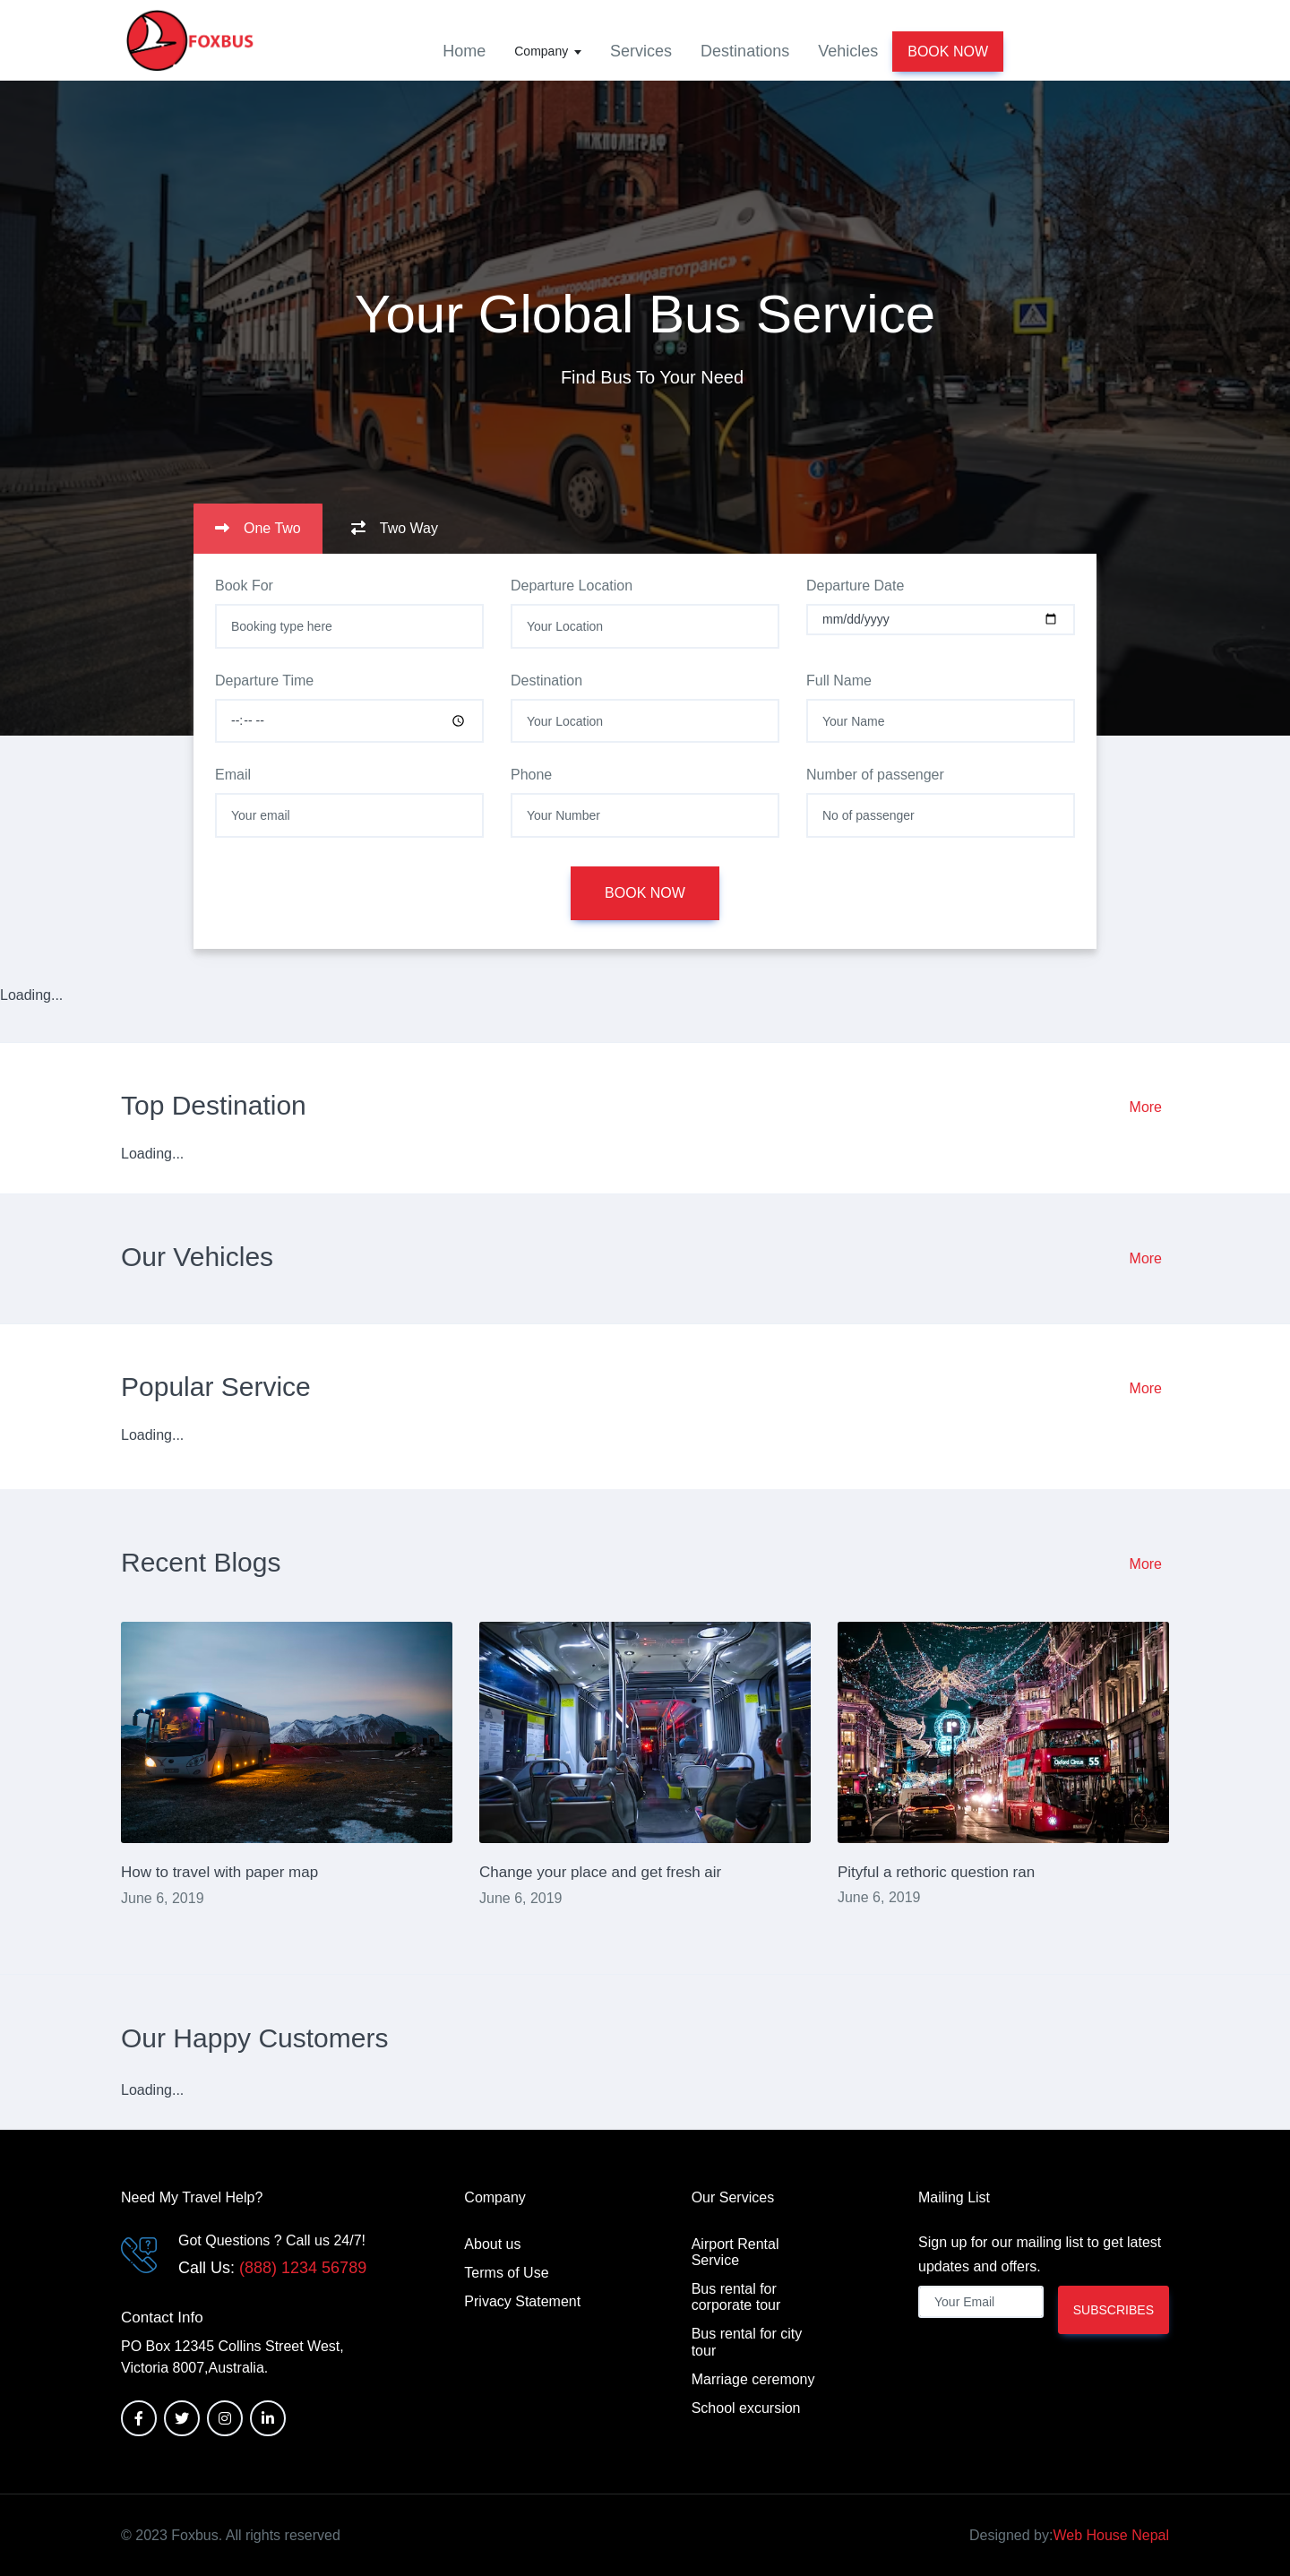 FOXBUS
Home
Company
Services
Destinations
Vehicles
BOOK NOW
НИЖПОЛИГРАФ
«Нижегородпассажиравтотранс»
Your Global Bus Service
Find Bus To Your Need
One Two
Two Way
Book For
Departure Location
Departure Date
Booking type here
Your Location
mm/dd/yyyy
Departure Time
Destination
Full Name
--:-- --
Your Location
Your Name
Email
Phone
Number of passenger
Your email
Your Number
No of passenger
BOOK NOW
Loading...
Top Destination
More
Loading...
Our Vehicles
More
Popular Service
More
Loading...
Recent Blogs
More
Oxford Circus 55
How to travel with paper map
June 6, 2019
Change your place and get fresh air
June 6, 2019
Pityful a rethoric question ran
June 6, 2019
Our Happy Customers
Loading...
Need My Travel Help?
Got Questions ? Call us 24/7!
Call Us: (888) 1234 56789
Contact Info
PO Box 12345 Collins Street West,
Victoria 8007,Australia.
Company
About us
Terms of Use
Privacy Statement
Our Services
Airport Rental
Service
Bus rental for
corporate tour
Bus rental for city
tour
Marriage ceremony
School excursion
Mailing List
Sign up for our mailing list to get latest
updates and offers.
Your Email
SUBSCRIBES
© 2023 Foxbus. All rights reserved
Designed by:Web House Nepal